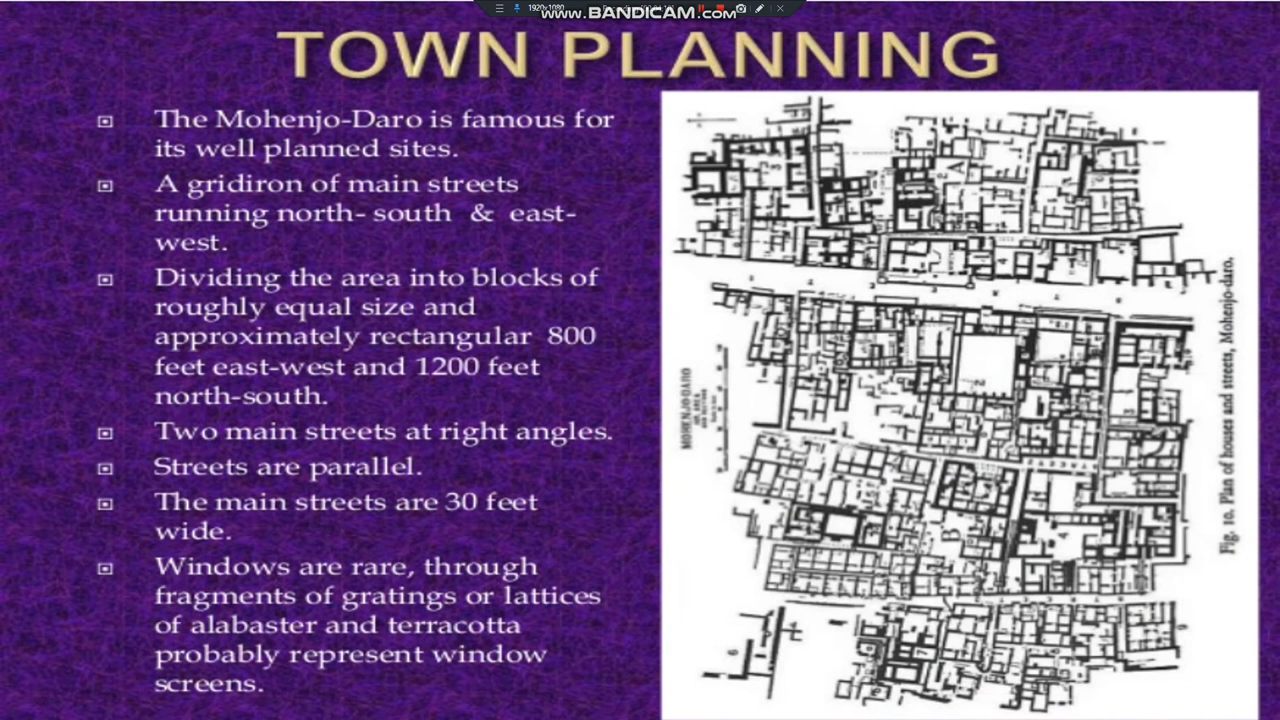 1920x1080
www.BANDICAM.com
TOWN PLANNING
The Mohenjo-Daro is famous for
its well planned sites.
A gridiron of main streets
running north- south & east-
west.
Dividing the area into blocks of
roughly equal size and
approximately rectangular 800
feet east-west and 1200 feet
north-south.
Two main streets at right angles.
Streets are parallel.
The main streets are 30 feet
wide.
Windows are rare, through
fragments of gratings or lattices
of alabaster and terracotta
probably represent window
screens.
MOHENJO-DARO
Fig. 10. Plan of houses and streets, Mohenjo-daro.